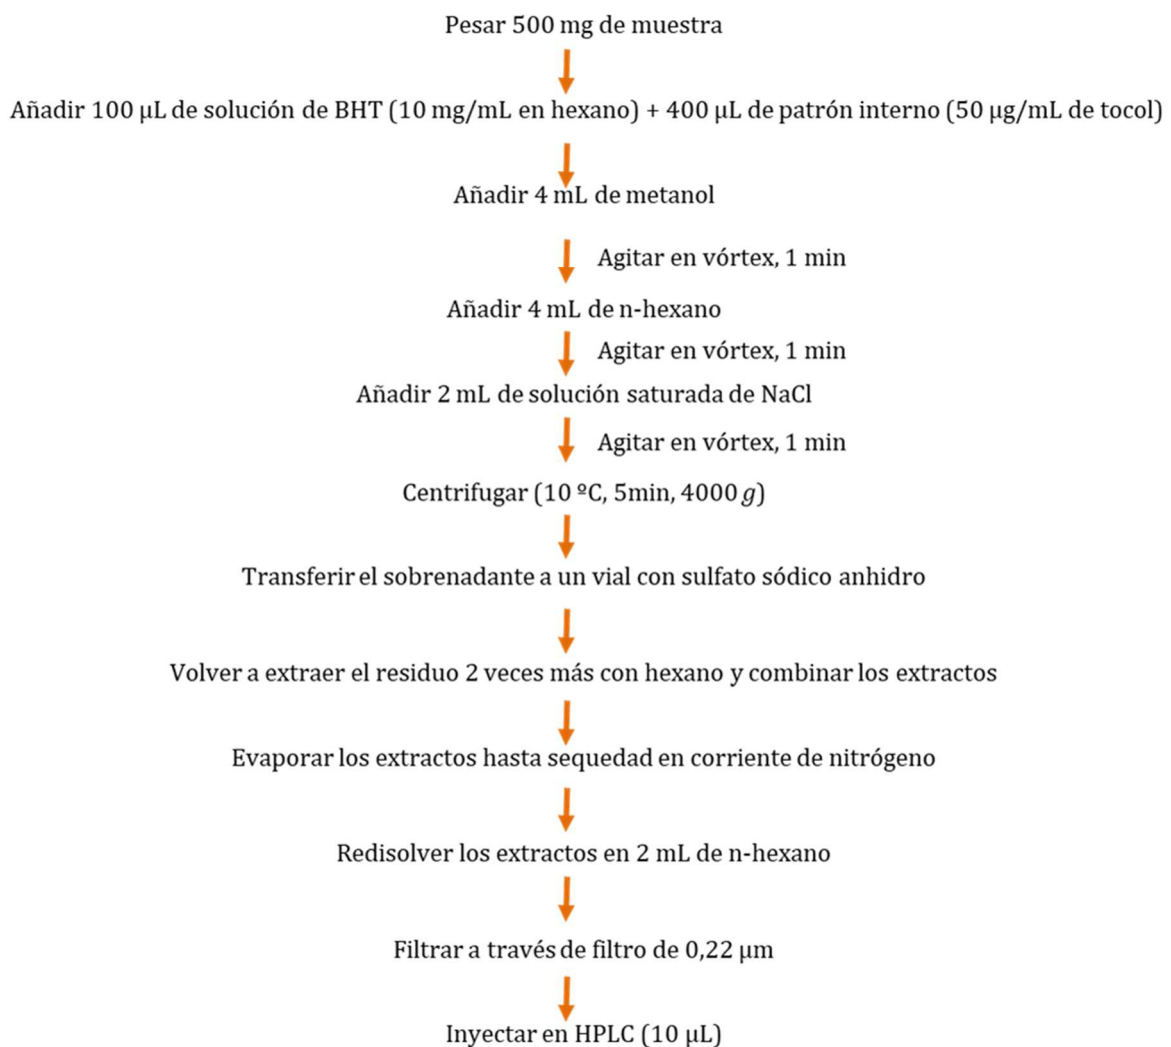 Pesar 500 mg de muestra
Añadir 100 µL de solución de BHT (10 mg/mL en hexano) + 400 µL de patrón interno (50 µg/mL de tocol)
Añadir 4 mL de metanol
Agitar en vórtex, 1 min
Añadir 4 mL de n-hexano
Agitar en vórtex, 1 min
Añadir 2 mL de solución saturada de NaCl
Agitar en vórtex, 1 min
Centrifugar (10 ºC, 5min, 4000 g)
Transferir el sobrenadante a un vial con sulfato sódico anhidro
Volver a extraer el residuo 2 veces más con hexano y combinar los extractos
Evaporar los extractos hasta sequedad en corriente de nitrógeno
Redisolver los extractos en 2 mL de n-hexano
Filtrar a través de filtro de 0,22 µm
Inyectar en HPLC (10 µL)